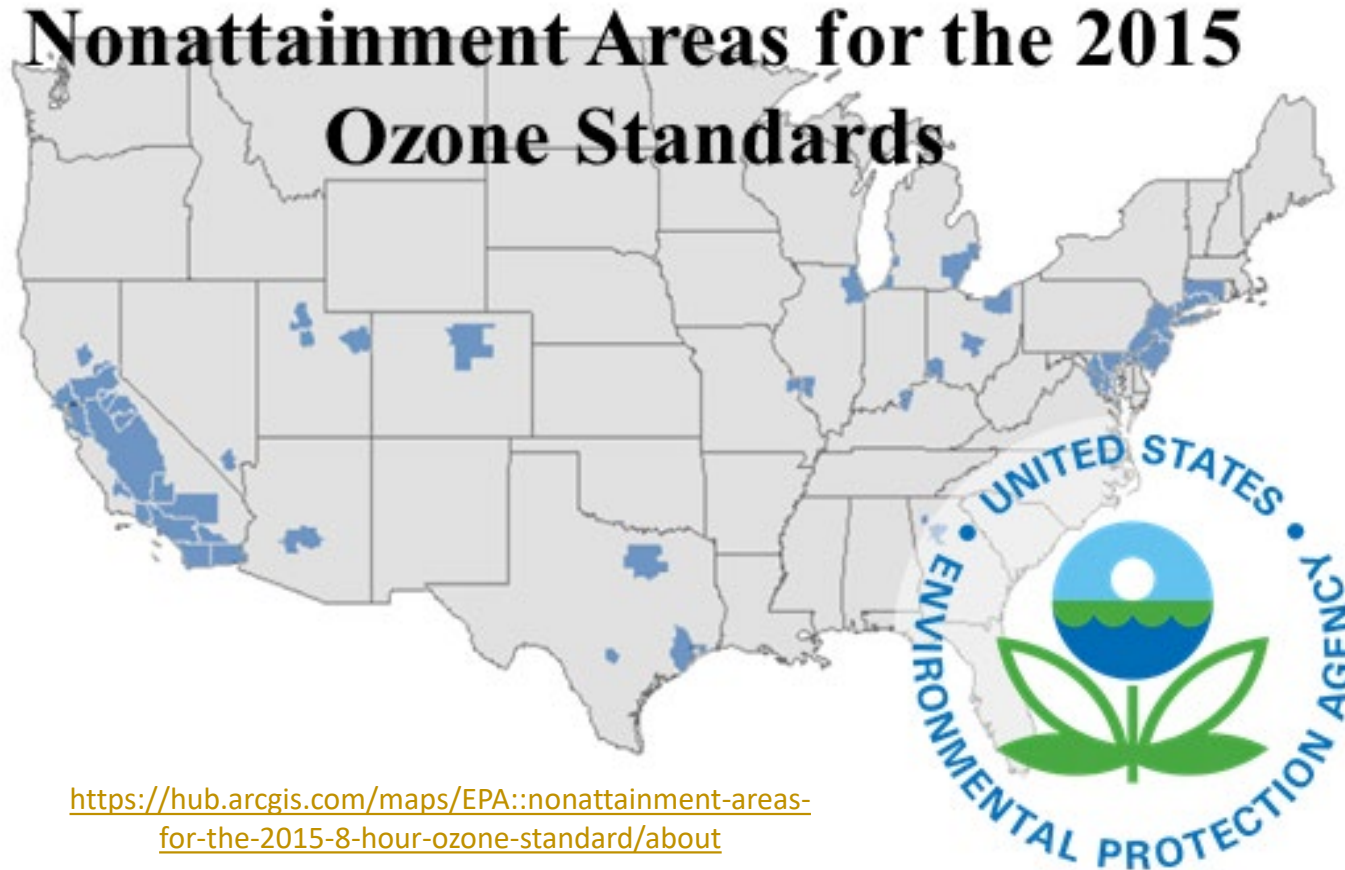 Nonattainment Areas for the 2015
Ozone Standards
UNITED STATES • ENVIRONMENTAL PROTECTION AGENCY •
https://hub.arcgis.com/maps/EPA::nonattainment-areas-
for-the-2015-8-hour-ozone-standard/about